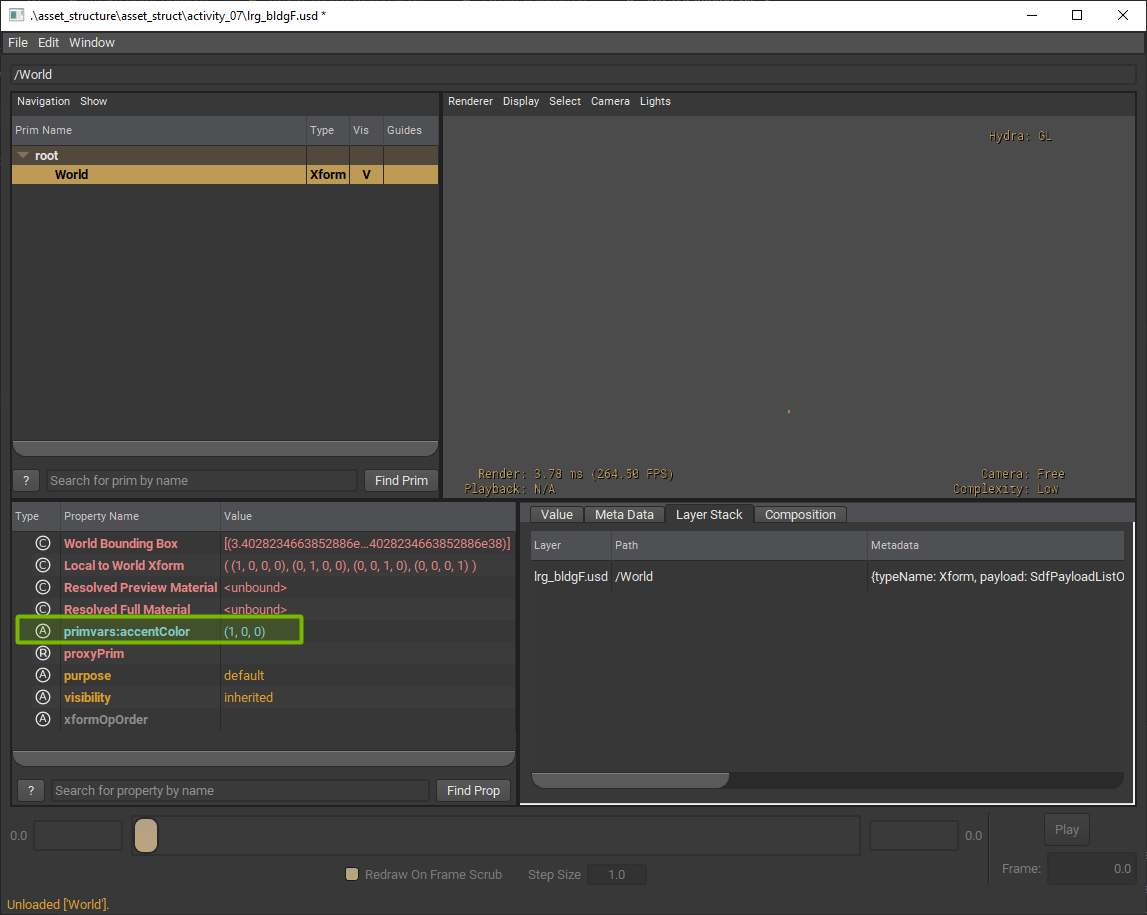 .\asset_structure\asset_struct\activity_07\lrg_bldgF.usd *
File Edit Window
/World
Navigation Show
Prim Name Type Vis Guides
root
World Xform V
? Search for prim by name Find Prim
Renderer Display Select Camera Lights
Hydra: GL
Render: 3.78 ms (264.50 FPS)
Playback: N/A
Camera: Free
Complexity: Low
Type Property Name Value
C World Bounding Box [(3.4028234663852886e...4028234663852886e38)]
C Local to World Xform ( (1, 0, 0, 0), (0, 1, 0, 0), (0, 0, 1, 0), (0, 0, 0, 1) )
C Resolved Preview Material <unbound>
C Resolved Full Material <unbound>
A primvars:accentColor (1, 0, 0)
R proxyPrim
A purpose default
A visibility inherited
A xformOpOrder
? Search for property by name Find Prop
Value Meta Data Layer Stack Composition
Layer Path Metadata
lrg_bldgF.usd /World {typeName: Xform, payload: SdfPayloadListO
0.0 0.0 Play
Redraw On Frame Scrub Step Size 1.0 Frame: 0.0
Unloaded ['World'].